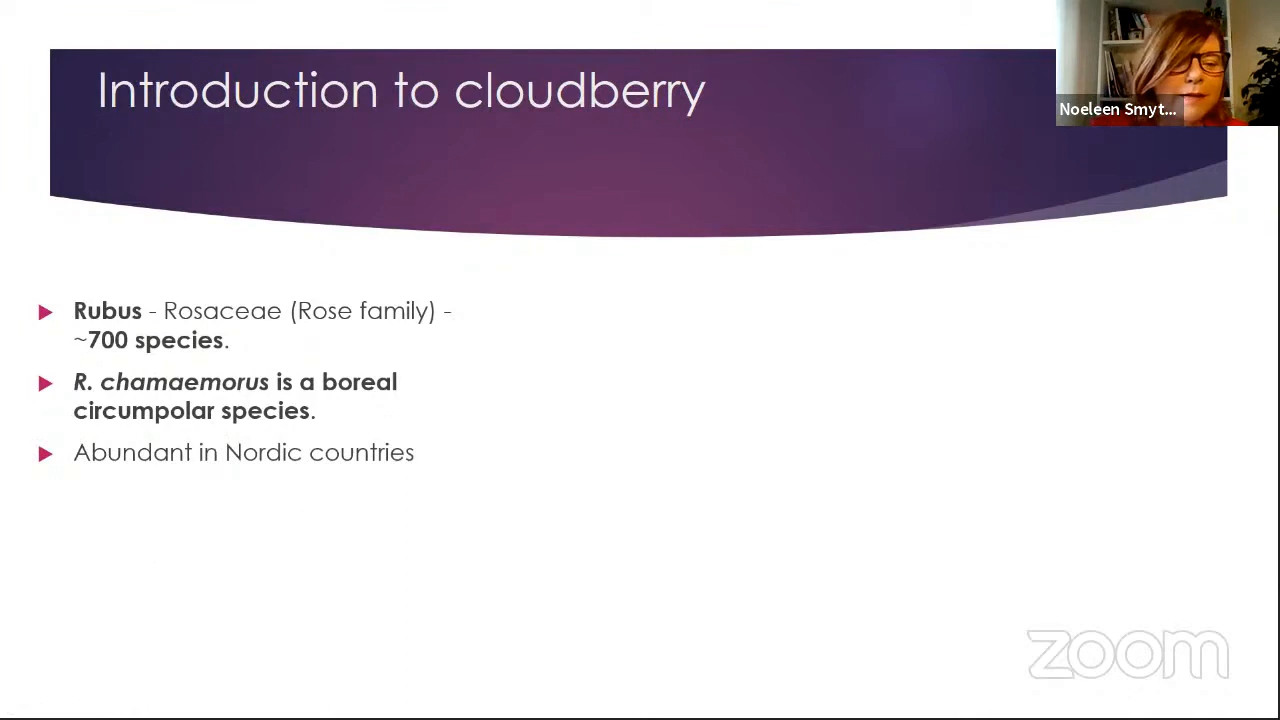 Introduction to cloudberry
Noeleen Smyt...
Rubus - Rosaceae (Rose family) -
~700 species.
R. chamaemorus is a boreal
circumpolar species.
Abundant in Nordic countries
zoom